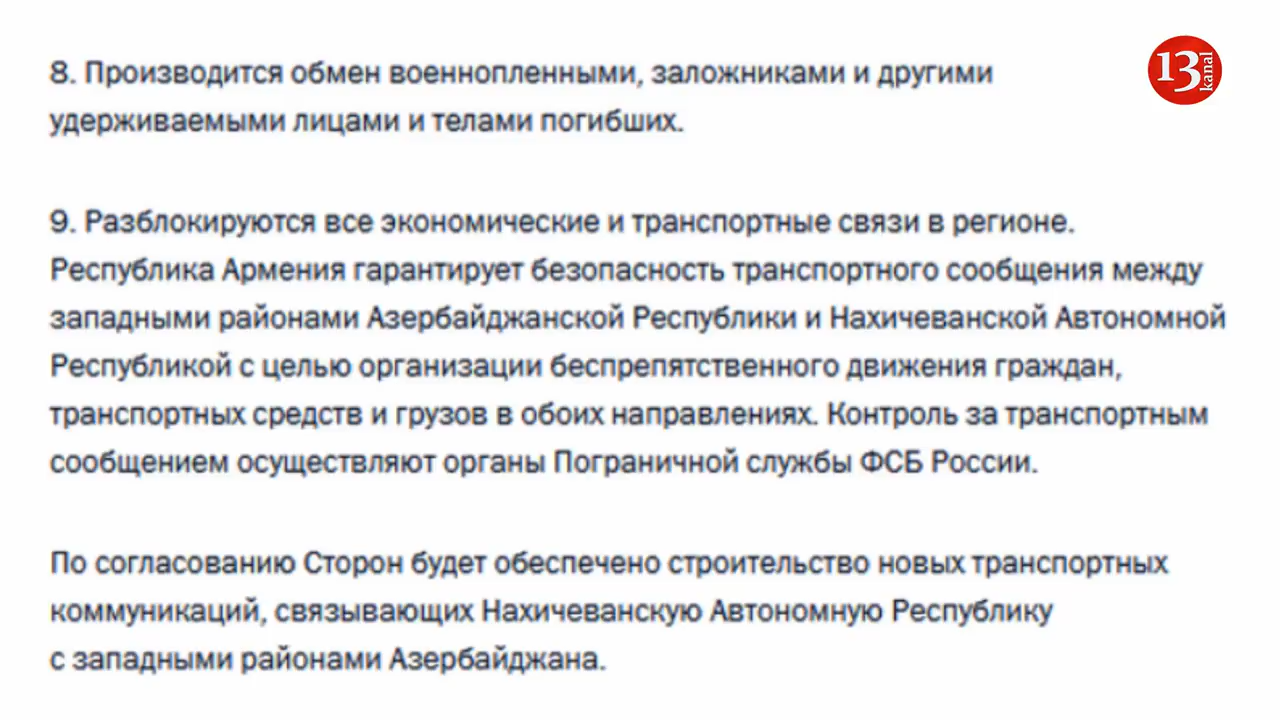 8. Производится обмен военнопленными, заложниками и другими
удерживаемыми лицами и телами погибших.
9. Разблокируются все экономические и транспортные связи в регионе.
Республика Армения гарантирует безопасность транспортного сообщения между
западными районами Азербайджанской Республики и Нахичеванской Автономной
Республикой с целью организации беспрепятственного движения граждан,
транспортных средств и грузов в обоих направлениях. Контроль за транспортным
сообщением осуществляют органы Пограничной службы ФСБ России.
По согласованию Сторон будет обеспечено строительство новых транспортных
коммуникаций, связывающих Нахичеванскую Автономную Республику
с западными районами Азербайджана.
13 kanal